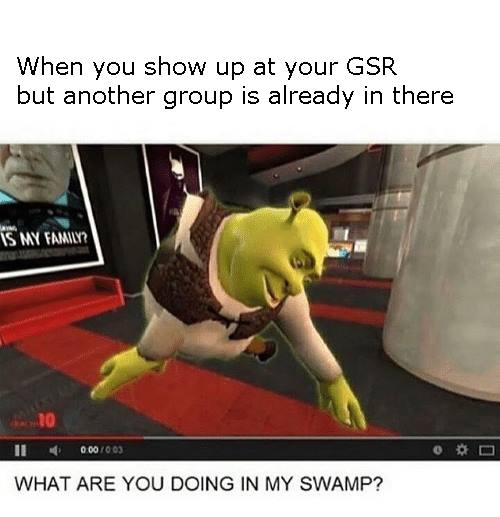 When you show up at your GSR
but another group is already in there
IS MY FAMILY?
10
0:00 / 0:03
WHAT ARE YOU DOING IN MY SWAMP?